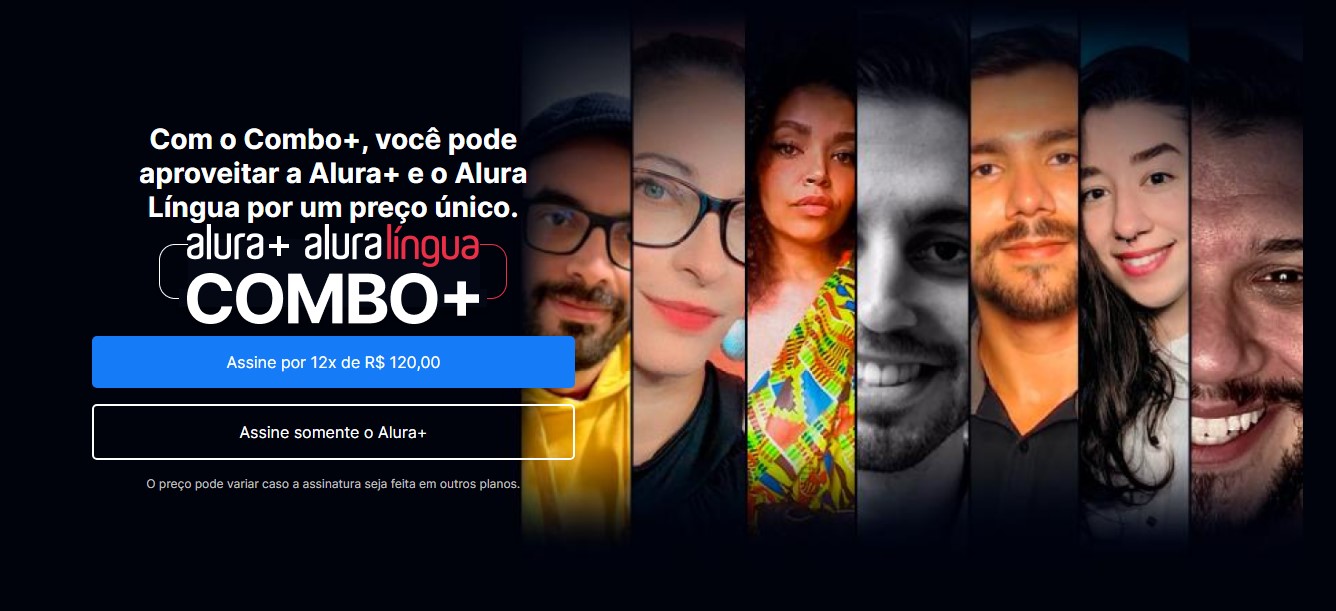 Com o Combo+, você pode
aproveitar a Alura+ e o Alura
Língua por um preço único.
alura+ aluralíngua
COMBO+
Assine por 12x de R$ 120,00
Assine somente o Alura+
O preço pode variar caso a assinatura seja feita em outros planos.